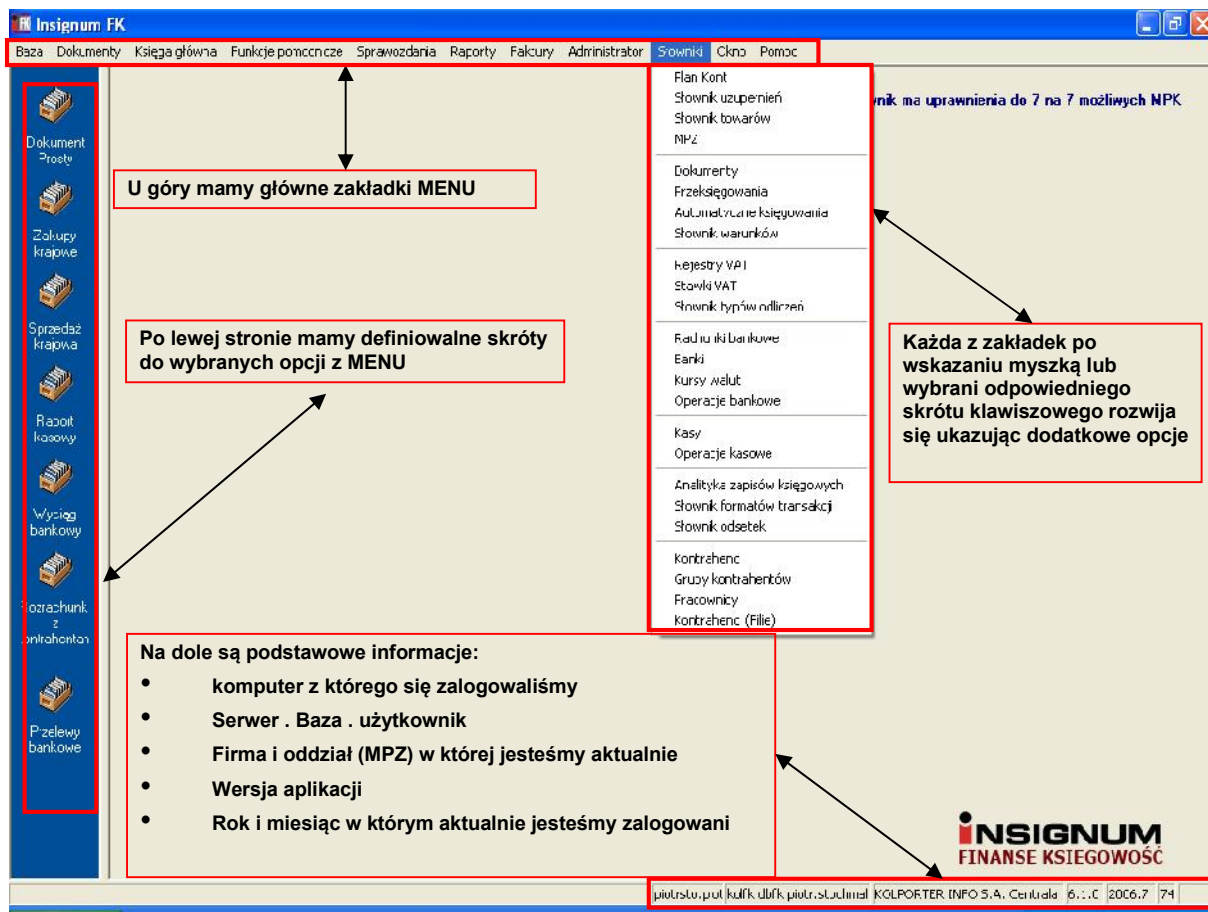 Insignum FK
Baza Dokumenty Księga główna Funkcje pomocnicze Sprawozdania Raporty Faktury Administrator Słowniki Okno Pomoc
Plan Kont
Słownik uzupełnień
Słownik towarów
MPZ
Dokumenty
Przeksięgowania
Automatyczne księgowania
Słownik warunków
Rejestry VAT
Stawki VAT
Słownik typów odliczeń
Rachunki bankowe
Banki
Kursy walut
Operacje bankowe
Kasy
Operacje kasowe
Analityka zapisów księgowych
Słownik formatów transakcji
Słownik odsetek
Kontrahenci
Grupy kontrahentów
Pracownicy
Kontrahenci (Filie)
ma uprawnienia do 7 na 7 możliwych MPK
Dokument
Prosty
Zakupy
krajowe
Sprzedaż
krajowa
Raport
kasowy
Wyciąg
bankowy
z
Przelewy
bankowe
U góry mamy główne zakładki MENU
Po lewej stronie mamy definiowalne skróty
do wybranych opcji z MENU
Każda z zakładek po
wskazaniu myszką lub
wybrani odpowiedniego
skrótu klawiszowego rozwija
się ukazując dodatkowe opcje
Na dole są podstawowe informacje:
• komputer z którego się zalogowaliśmy
• Serwer . Baza . użytkownik
• Firma i oddział (MPZ) w której jesteśmy aktualnie
• Wersja aplikacji
• Rok i miesiąc w którym aktualnie jesteśmy zalogowani
INSIGNUM
FINANSE KSIEGOWOŚĆ
KOLPORTER INFO S.A. Centrala 2006.7 74